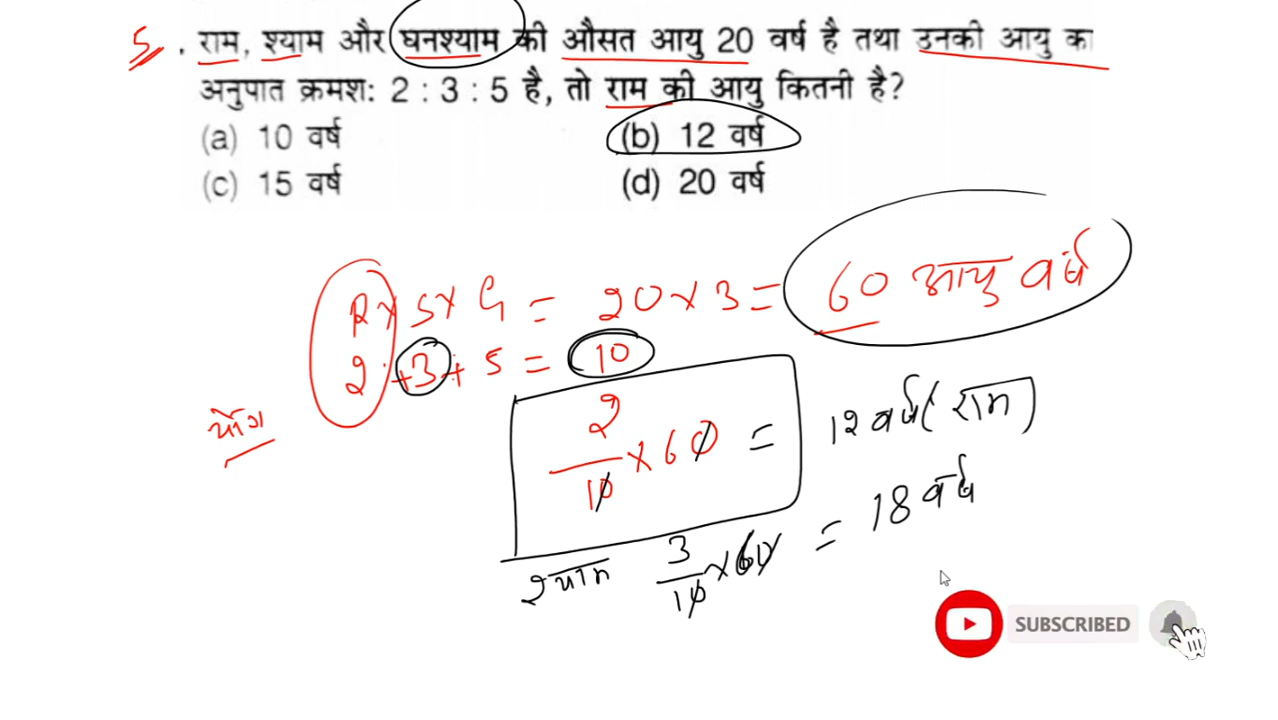 5. राम, श्याम और घनश्याम की औसत आयु 20 वर्ष है तथा उनकी आयु का
अनुपात क्रमश: 2 : 3 : 5 है, तो राम की आयु कितनी है?
(a) 10 वर्ष (b) 12 वर्ष
(c) 15 वर्ष (d) 20 वर्ष
R x S x G = 20 x 3 = 60 आयु वर्ष
2 + 3 + 5 = 10
योग
2/10 x 60 = 12 वर्ष (राम)
श्याम 3/10 x 60 = 18 वर्ष
SUBSCRIBED